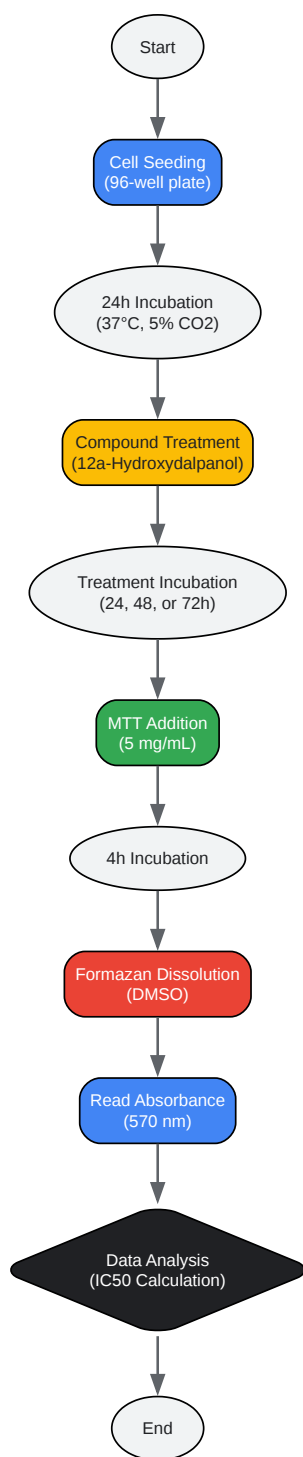 Start
Cell Seeding
(96-well plate)
24h Incubation
(37°C, 5% CO2)
Compound Treatment
(12a-Hydroxydalpanol)
Treatment Incubation
(24, 48, or 72h)
MTT Addition
(5 mg/mL)
4h Incubation
Formazan Dissolution
(DMSO)
Read Absorbance
(570 nm)
Data Analysis
(IC50 Calculation)
End